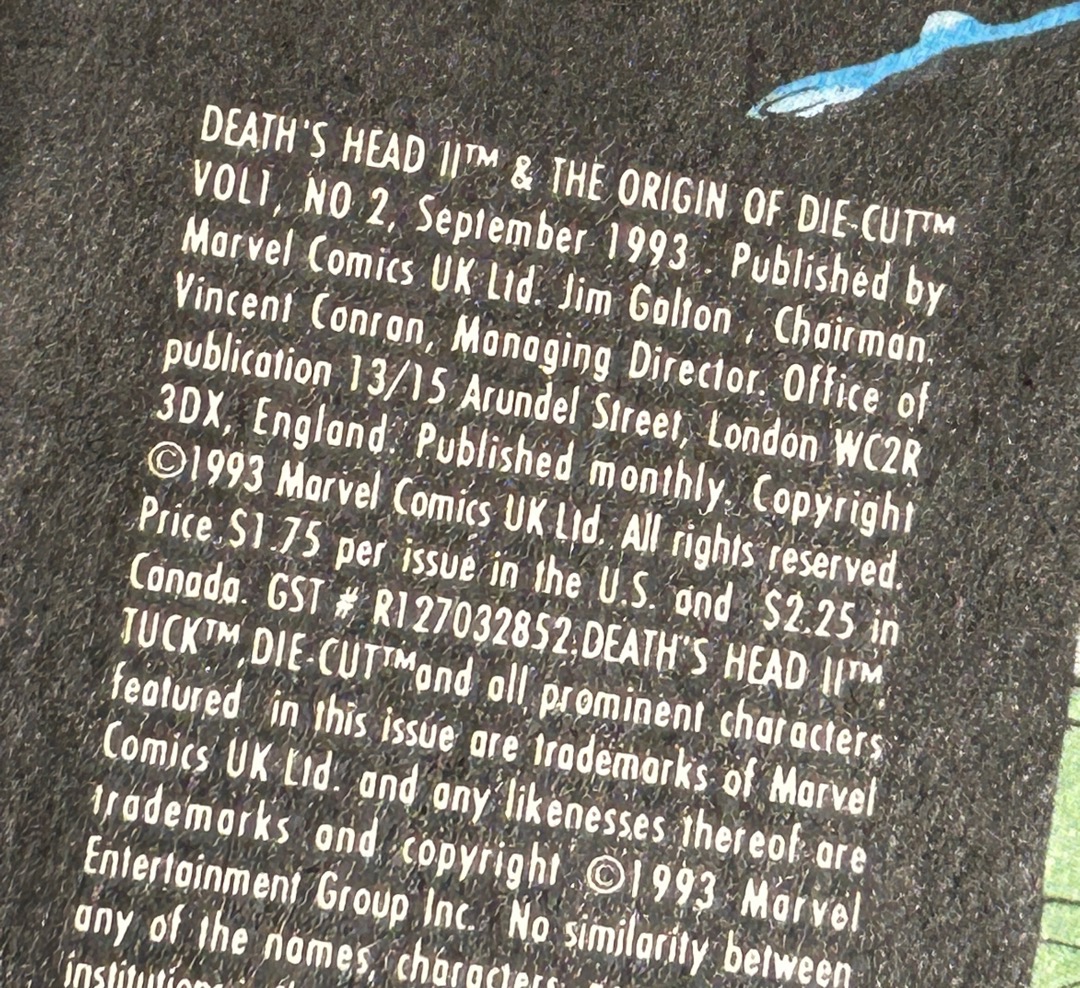 DEATH'S HEAD II™ & THE ORIGIN OF DIE-CUT™
VOL1, NO 2, September 1993 . Published by
Marvel Comics UK Ltd. Jim Galton , Chairman.
Vincent Conran, Managing Director. Office of
publication 13/15 Arundel Street, London WC2R
3DX, England. Published monthly. Copyright
©1993 Marvel Comics UK Ltd. All rights reserved.
Price $1.75 per issue in the U.S. and $2.25 in
Canada. GST # R127032852.DEATH"S HEAD II™
TUCK™,DIE-CUT™and all prominent characters
featured in this issue are trademarks of Marvel
Comics UK Ltd. and any likenesses thereof are
trademarks and copyright ©1993 Marvel
Entertainment Group Inc. No similarity between
any of the names, characters,